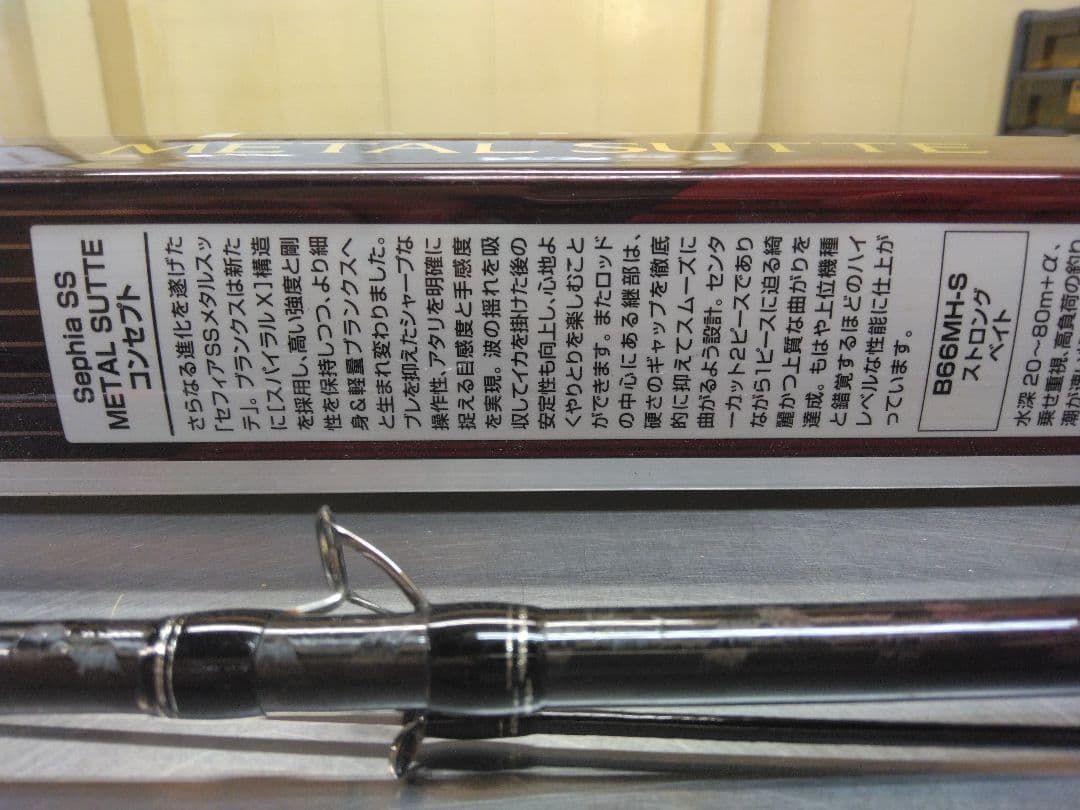 METAL SUTTE
Sephia SS
METAL SUTTE
コンセプト
さらなる進化を遂げた
「セフィアSSメタルスッ
テ」。ブランクスは新た
に［スパイラルX］構造
を採用し、高い強度と剛
性を保持しつつ、より細
身&軽量ブランクスへ
と生まれ変わりました。
ブレを抑えたシャープな
操作性、アタリを明確に
捉える目感度と手感度
を実現。波の揺れを吸
収してイカを掛けた後の
安定性も向上し、心地よ
くやりとりを楽しむこと
ができます。またロッド
の中心にある継部は、
硬さのギャップを徹底
的に抑えてスムーズに
曲がるよう設計。センタ
ーカット2ピースであり
ながら1ピースに迫る綺
麗かつ上質な曲がりを
達成。もはや上位機種
と錯覚するほどのハイ
レベルな性能に仕上が
っています。
B66MH-S
ストロング
ベイト
水深20〜80m+α、
乗せ重視、高負荷の釣り
潮が速い